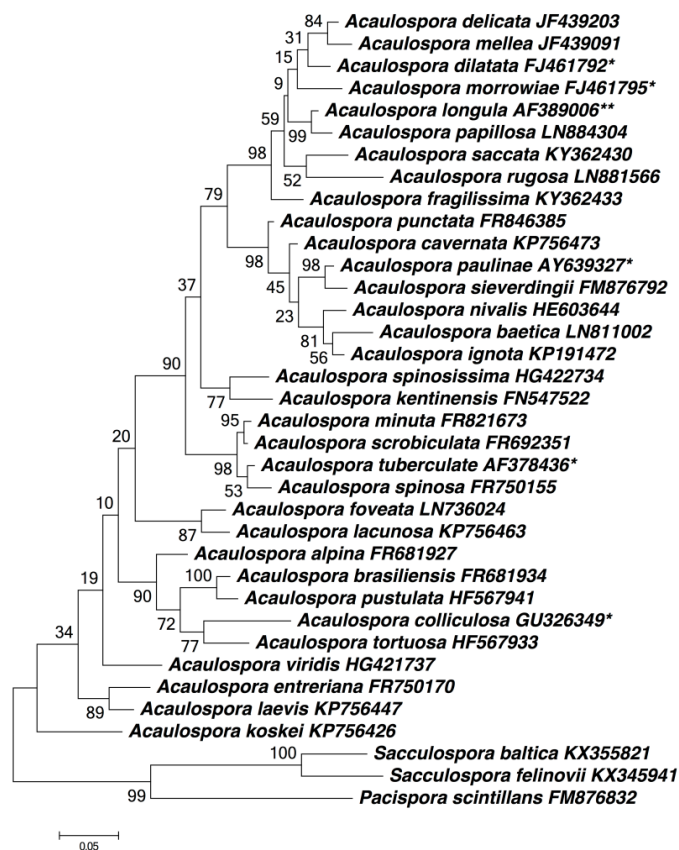 84 Acaulospora delicata JF439203
31 Acaulospora mellea JF439091
15 Acaulospora dilatata FJ461792*
9 Acaulospora morrowiae FJ461795*
Acaulospora longula AF389006**
59 99 Acaulospora papillosa LN884304
98 Acaulospora saccata KY362430
52 Acaulospora rugosa LN881566
79 Acaulospora fragilissima KY362433
Acaulospora punctata FR846385
98 Acaulospora cavernata KP756473
45 98 Acaulospora paulinae AY639327*
37 Acaulospora sieverdingii FM876792
23 Acaulospora nivalis HE603644
81 Acaulospora baetica LN811002
56 Acaulospora ignota KP191472
90 Acaulospora spinosissima HG422734
77 Acaulospora kentinensis FN547522
95 Acaulospora minuta FR821673
20 Acaulospora scrobiculata FR692351
98 Acaulospora tuberculate AF378436*
53 Acaulospora spinosa FR750155
10 Acaulospora foveata LN736024
87 Acaulospora lacunosa KP756463
Acaulospora alpina FR681927
19 90 100 Acaulospora brasiliensis FR681934
Acaulospora pustulata HF567941
72 Acaulospora colliculosa GU326349*
34 77 Acaulospora tortuosa HF567933
Acaulospora viridis HG421737
Acaulospora entreriana FR750170
89 Acaulospora laevis KP756447
Acaulospora koskei KP756426
100 Sacculospora baltica KX355821
Sacculospora felinovii KX345941
99 Pacispora scintillans FM876832
0.05